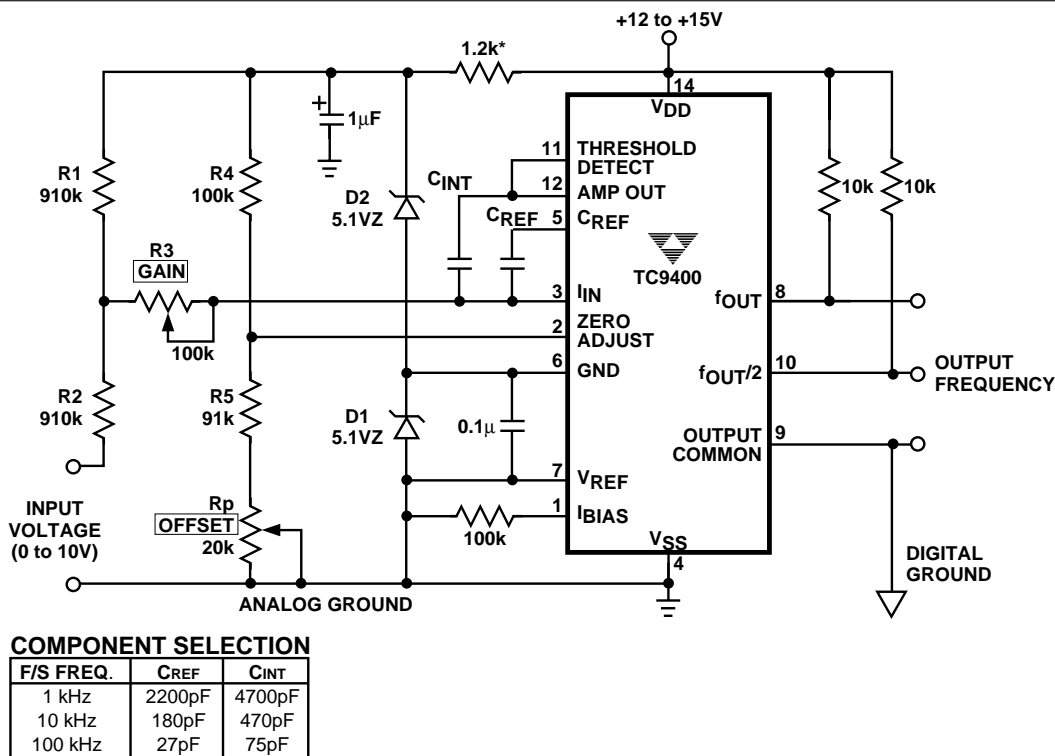 +12 to +15V
1.2k*
14
VDD
1µF
11
THRESHOLD
DETECT
R1
910k
R4
100k
CINT
12
AMP OUT
10k
10k
D2
5.1VZ
CREF
5
CREF
R3
GAIN
TC9400
3
IIN
fOUT
8
100k
2
ZERO
ADJUST
6
GND
fOUT/2
10
OUTPUT
FREQUENCY
R2
910k
R5
91k
D1
5.1VZ
0.1µ
OUTPUT
COMMON
9
7
VREF
INPUT
VOLTAGE
(0 to 10V)
Rp
OFFSET
20k
1
IBIAS
100k
VSS
4
DIGITAL
GROUND
ANALOG GROUND
COMPONENT SELECTION
F/S FREQ. CREF CINT
1 kHz 2200pF 4700pF
10 kHz 180pF 470pF
100 kHz 27pF 75pF